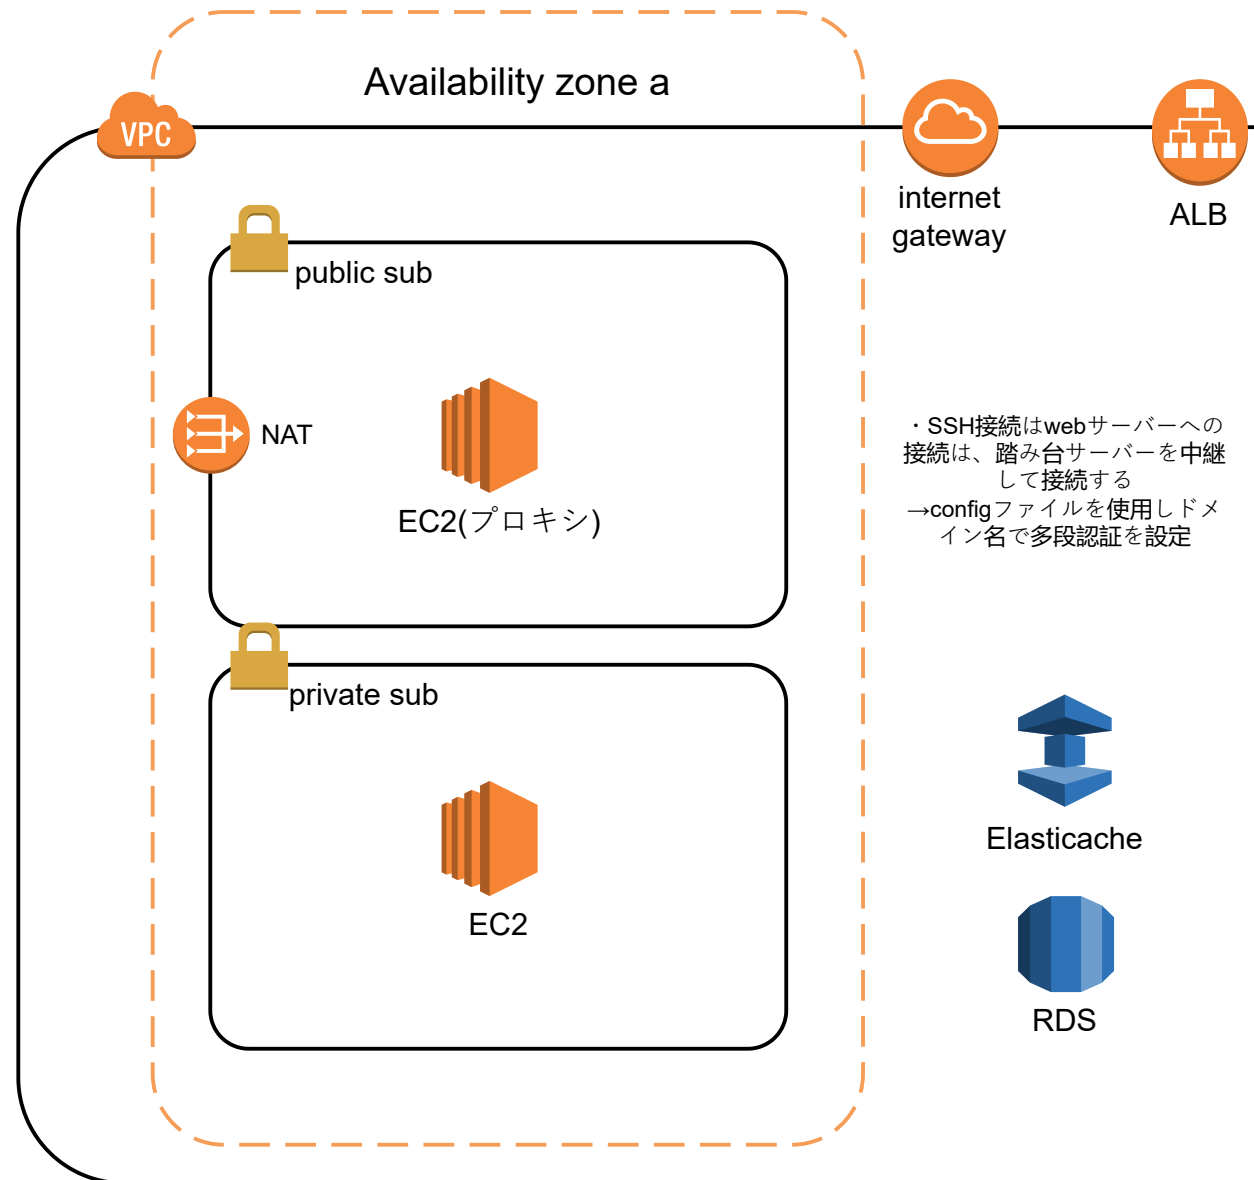 Availability zone a
VPC
internet
gateway
ALB
public sub
NAT
EC2(プロキシ)
・SSH接続はwebサーバーへの
接続は、踏み台サーバーを中継
して接続する
→configファイルを使用しドメ
イン名で多段認証を設定
private sub
EC2
Elasticache
RDS